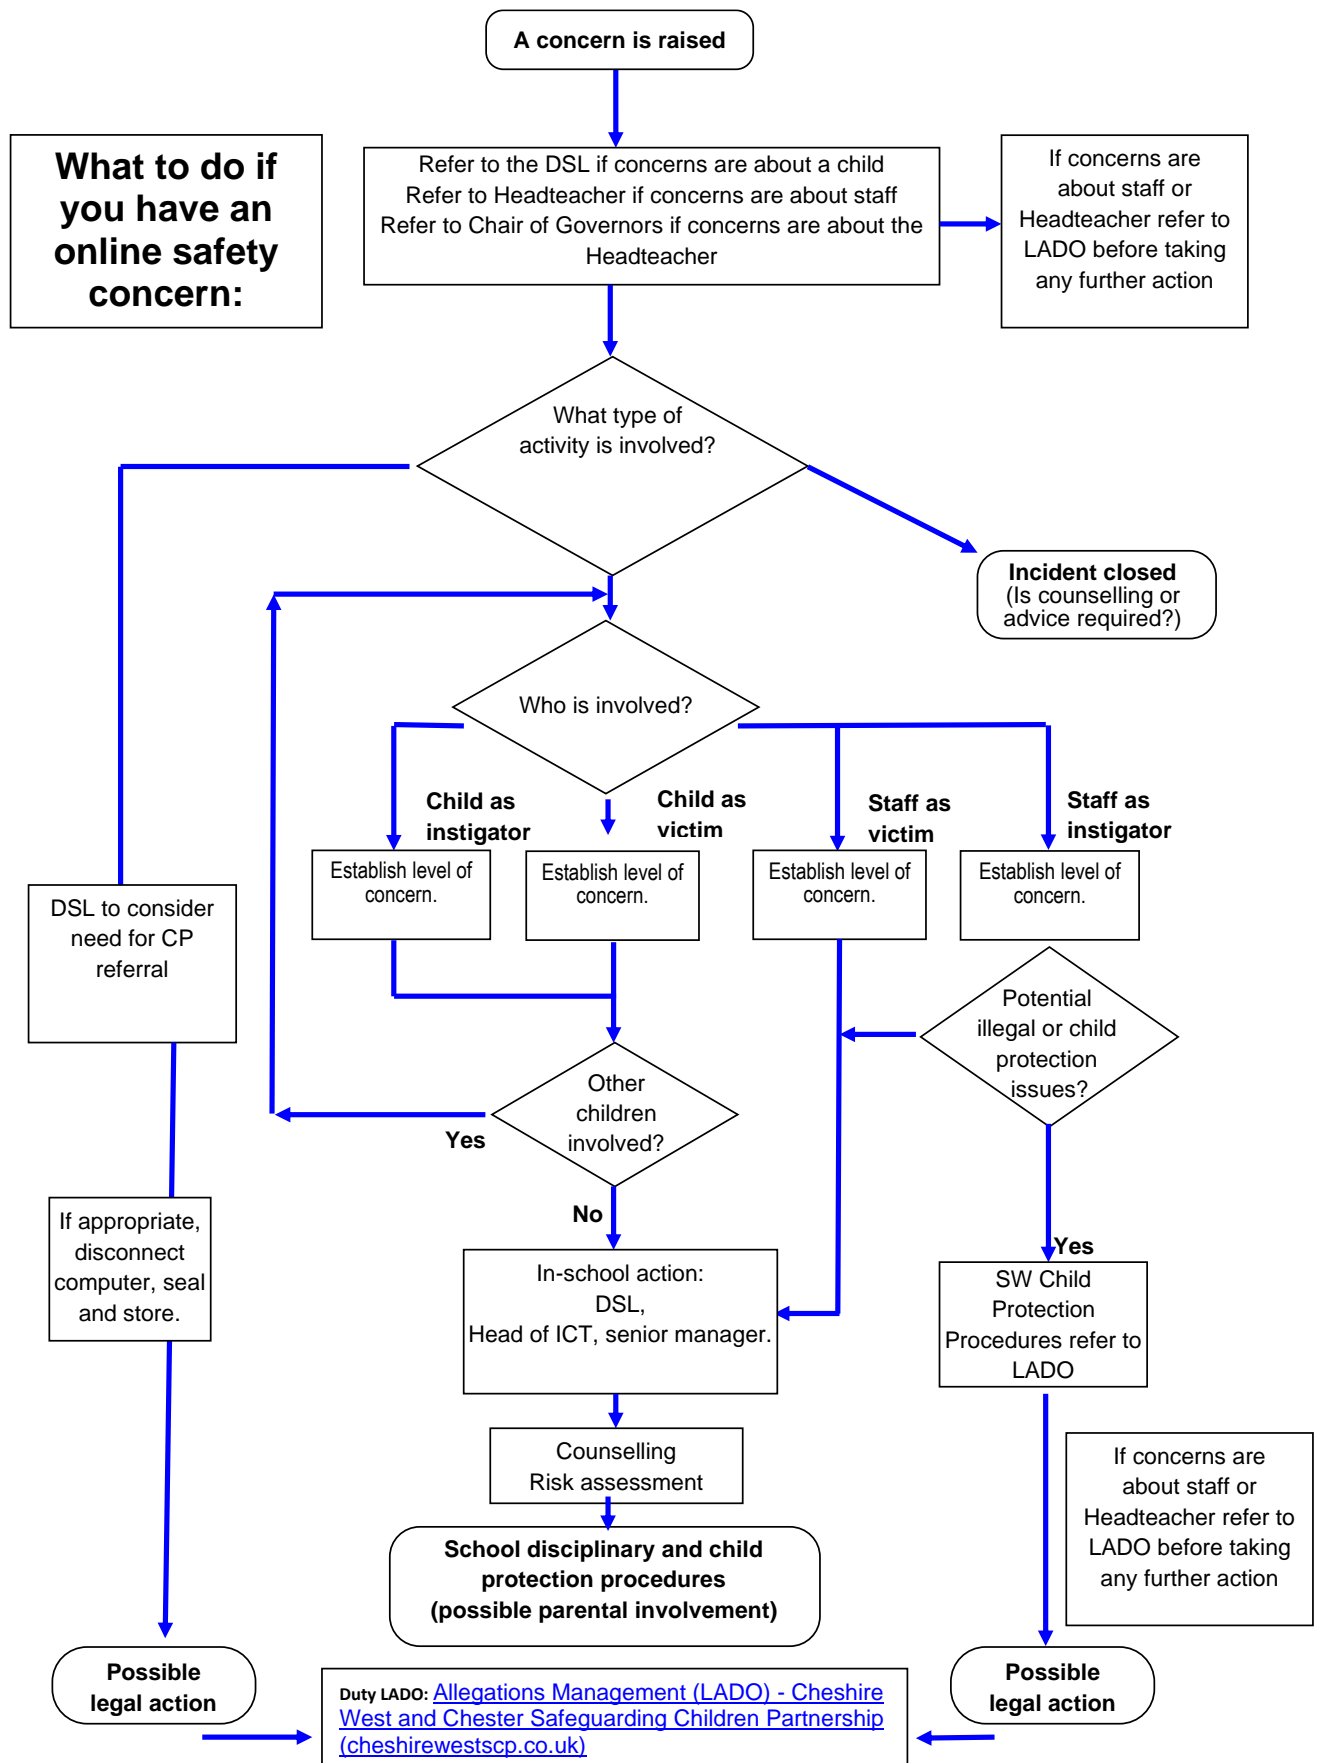 A concern is raised
What to do if
you have an
online safety
concern:
Refer to the DSL if concerns are about a child
Refer to Headteacher if concerns are about staff
Refer to Chair of Governors if concerns are about the
Headteacher
If concerns are
about staff or
Headteacher refer to
LADO before taking
any further action
What type of
activity is involved?
Incident closed
(Is counselling or
advice required?)
Who is involved?
Child as
instigator
Child as
victim
Staff as
victim
Staff as
instigator
Establish level of
concern.
Establish level of
concern.
Establish level of
concern.
Establish level of
concern.
DSL to consider
need for CP
referral
Potential
illegal or child
protection
issues?
Other
children
involved?
Yes
No
Yes
If appropriate,
disconnect
computer, seal
and store.
In-school action:
DSL,
Head of ICT, senior manager.
SW Child
Protection
Procedures refer to
LADO
Counselling
Risk assessment
If concerns are
about staff or
Headteacher refer to
LADO before taking
any further action
School disciplinary and child
protection procedures
(possible parental involvement)
Possible
legal action
Possible
legal action
Duty LADO: Allegations Management (LADO) - Cheshire
West and Chester Safeguarding Children Partnership
(cheshirewestscp.co.uk)